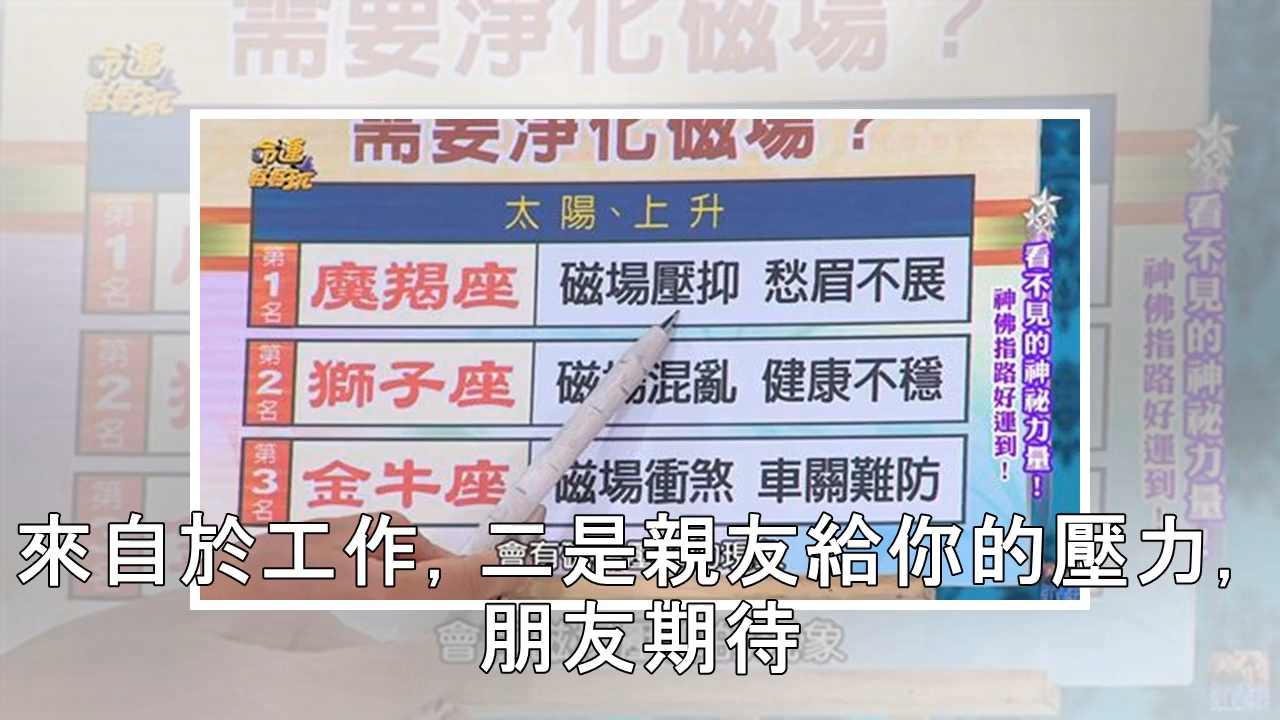 需要淨化磁場？
命運好好玩
太陽、上升
第1名 魔羯座 磁場壓抑 愁眉不展
第2名 獅子座 磁場混亂 健康不穩
第3名 金牛座 磁場衝煞 車關難防
看不見的神祕力量！
神佛指路好運到！
來自於工作, 二是親友給你的壓力,
朋友期待